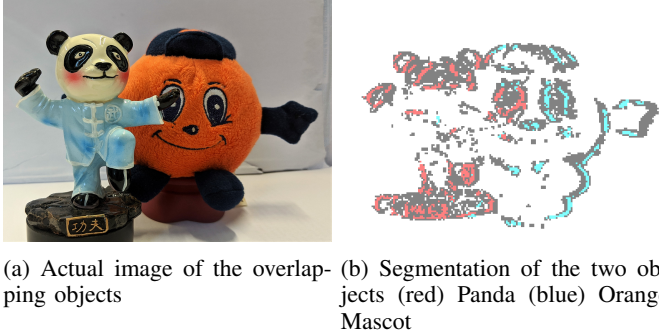 功夫
(a) Actual image of the overlap-
ping objects
(b) Segmentation of the two ob-
jects (red) Panda (blue) Orang
Mascot